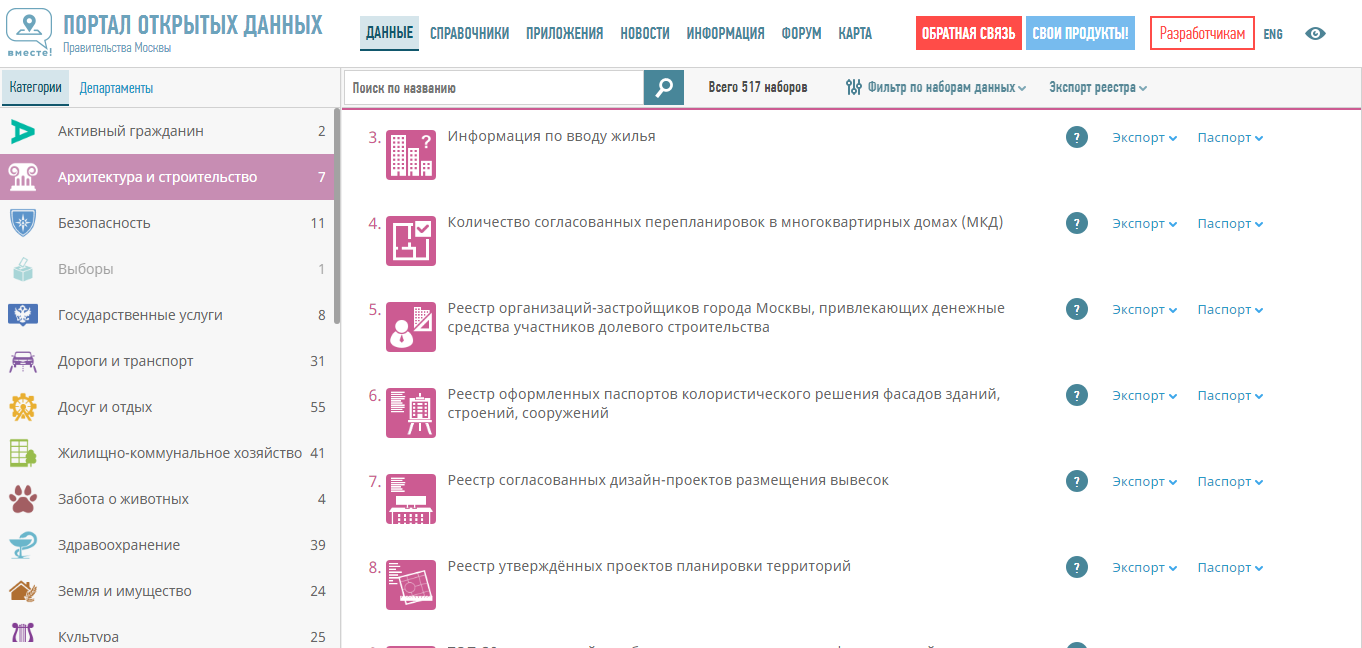 вместе!
ПОРТАЛ ОТКРЫТЫХ ДАННЫХ
Правительства Москвы
ДАННЫЕ СПРАВОЧНИКИ ПРИЛОЖЕНИЯ НОВОСТИ ИНФОРМАЦИЯ ФОРУМ КАРТА
ОБРАТНАЯ СВЯЗЬ СВОИ ПРОДУКТЫ! Разработчикам ENG
Категории Департаменты
Поиск по названию
Всего 517 наборов
Фильтр по наборам данных
Экспорт реестра
Активный гражданин 2
Архитектура и строительство 7
Безопасность 11
Выборы 1
Государственные услуги 8
Дороги и транспорт 31
Досуг и отдых 55
Жилищно-коммунальное хозяйство 41
Забота о животных 4
Здравоохранение 39
Земля и имущество 24
Культура 25
3. ? Информация по вводу жилья ? Экспорт Паспорт
4. Количество согласованных перепланировок в многоквартирных домах (МКД) ? Экспорт Паспорт
5. Реестр организаций-застройщиков города Москвы, привлекающих денежные ? Экспорт Паспорт
средства участников долевого строительства
6. Реестр оформленных паспортов колористического решения фасадов зданий, ? Экспорт Паспорт
строений, сооружений
7. Реестр согласованных дизайн-проектов размещения вывесок ? Экспорт Паспорт
8. Реестр утверждённых проектов планировки территорий ? Экспорт Паспорт